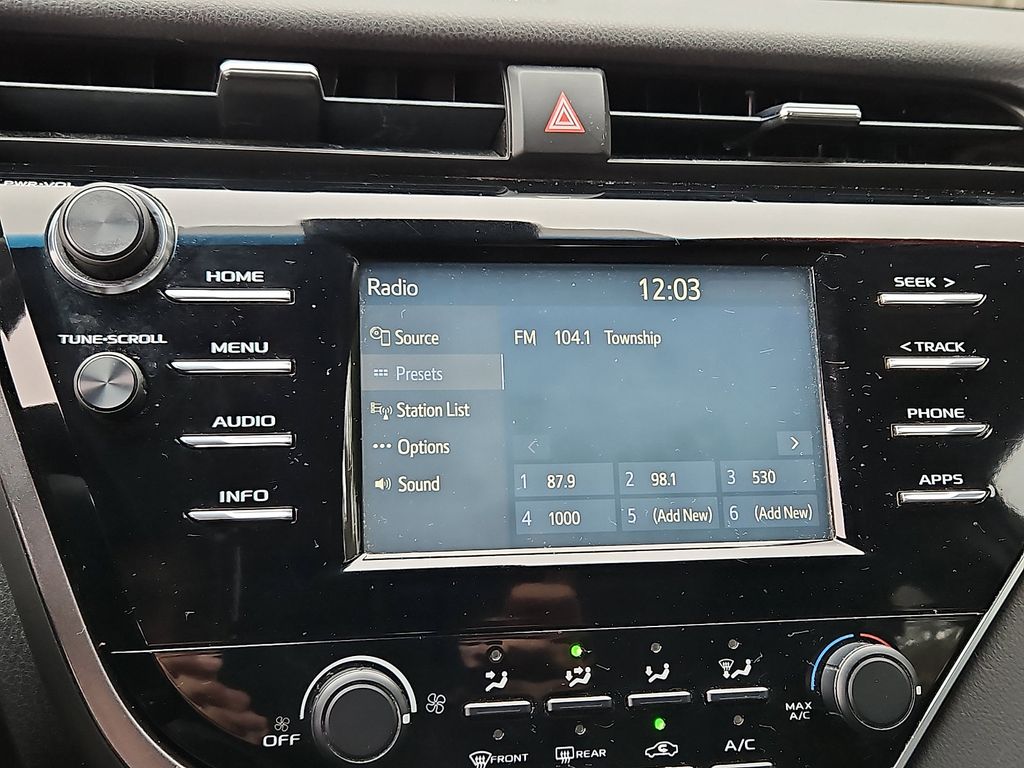 PWR·VOL
HOME
MENU
AUDIO
INFO
TUNE·SCROLL
Radio 12:03
Source
Presets
Station List
Options
Sound
FM 104.1 Township
< >
1 87.9 2 98.1 3 530
4 1000 5 (Add New) 6 (Add New)
SEEK >
< TRACK
PHONE
APPS
OFF
FRONT
REAR
A/C
MAX
A/C